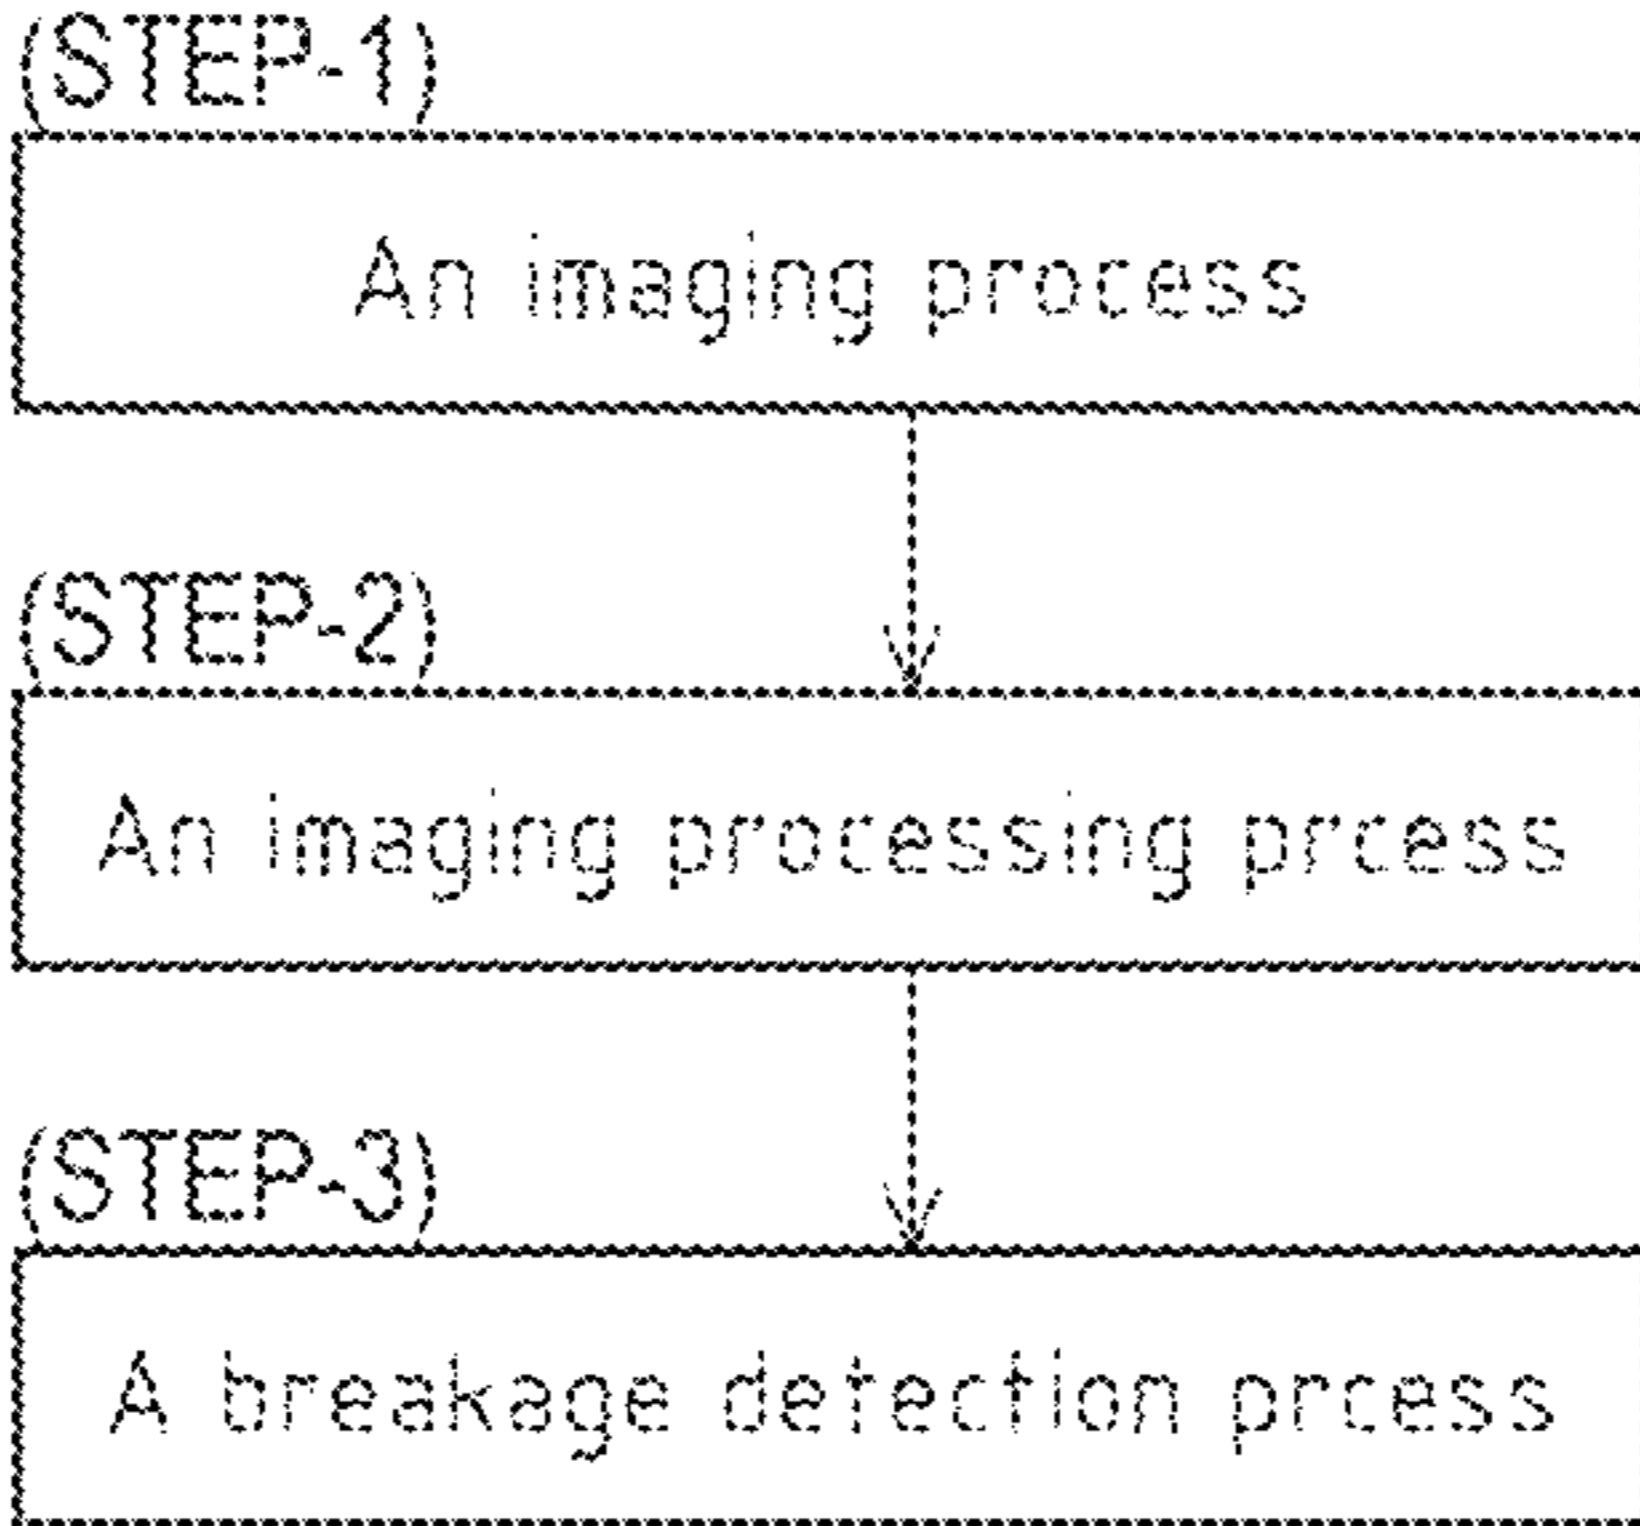 (STEP-1)
An imaging process
(STEP-2)
An imaging processing prcess
(STEP-3)
A breakage detection prcess